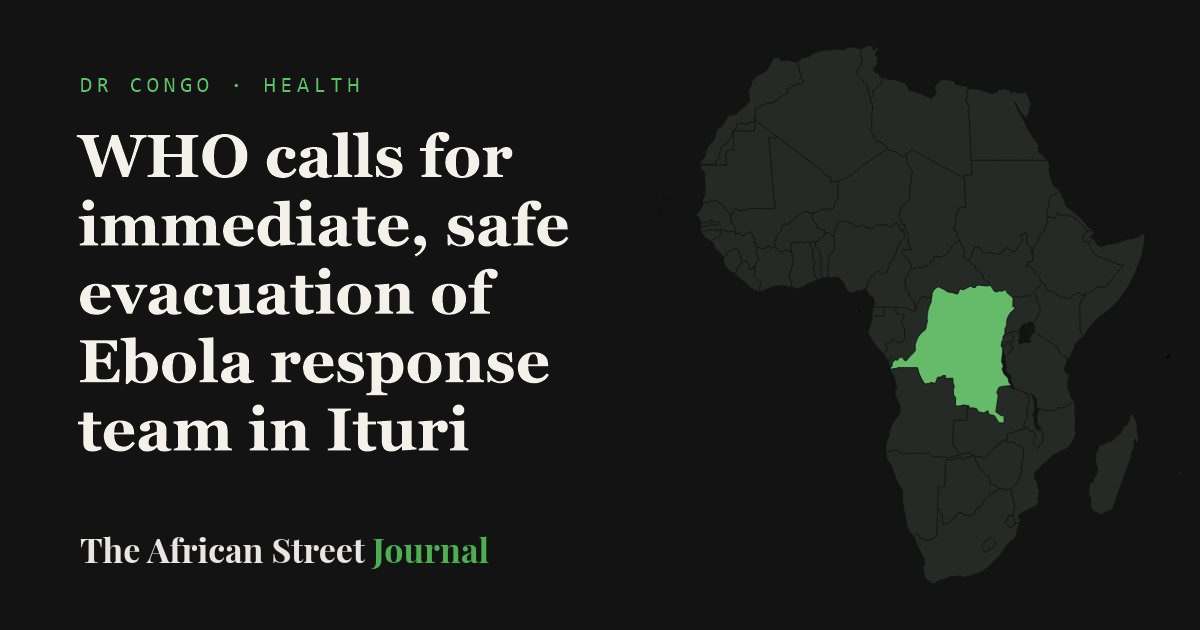 DR CONGO · HEALTH
WHO calls for
immediate, safe
evacuation of
Ebola response
team in Ituri
The African Street Journal